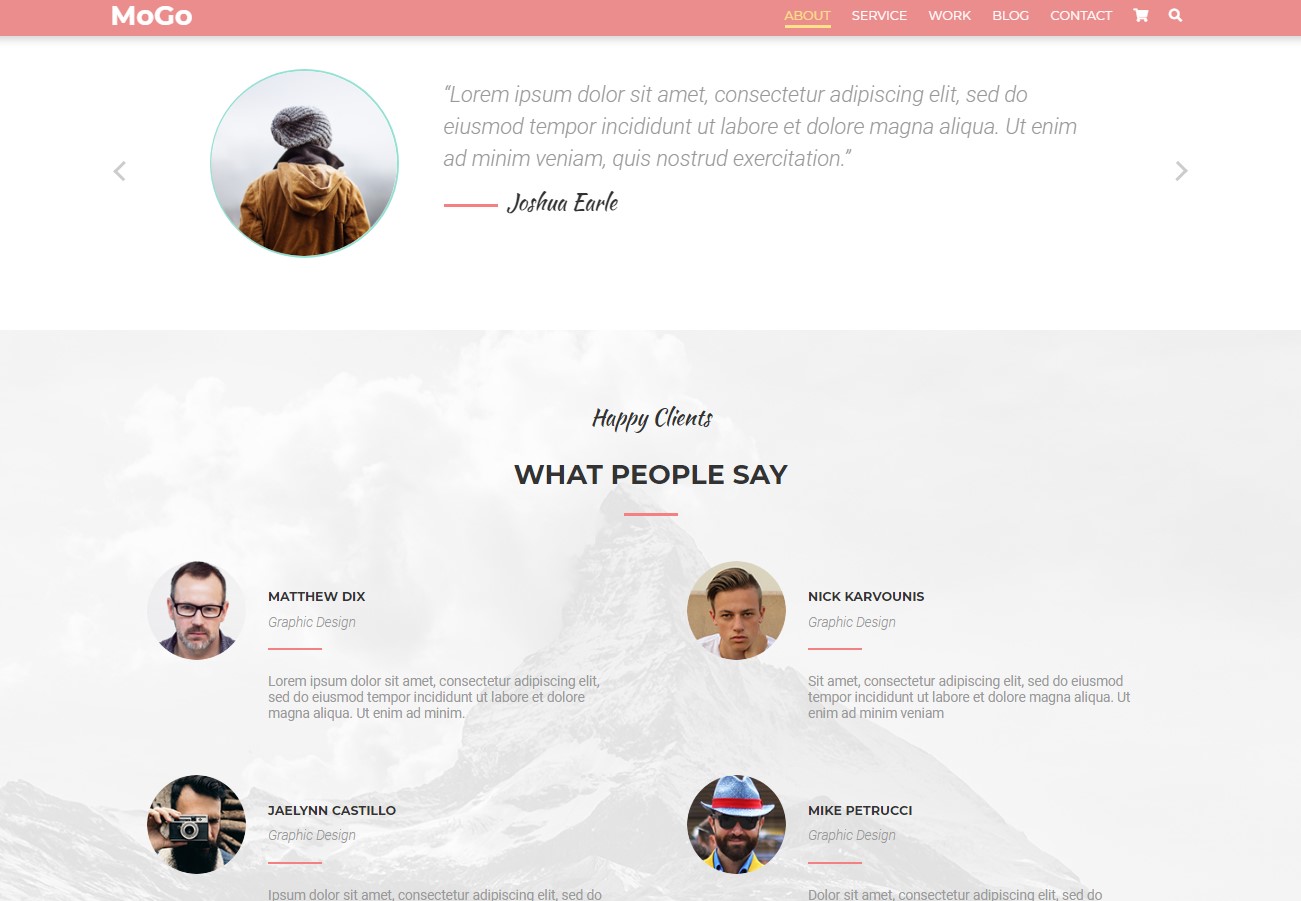 MoGo
ABOUT SERVICE WORK BLOG CONTACT
“Lorem ipsum dolor sit amet, consectetur adipiscing elit, sed do
eiusmod tempor incididunt ut labore et dolore magna aliqua. Ut enim
ad minim veniam, quis nostrud exercitation.”
Joshua Earle
Happy Clients
WHAT PEOPLE SAY
MATTHEW DIX
Graphic Design
Lorem ipsum dolor sit amet, consectetur adipiscing elit,
sed do eiusmod tempor incididunt ut labore et dolore
magna aliqua. Ut enim ad minim.
NICK KARVOUNIS
Graphic Design
Sit amet, consectetur adipiscing elit, sed do eiusmod
tempor incididunt ut labore et dolore magna aliqua. Ut
enim ad minim veniam
JAELYNN CASTILLO
Graphic Design
Ipsum dolor sit amet, consectetur adipiscing elit, sed do
MIKE PETRUCCI
Graphic Design
Dolor sit amet, consectetur adipiscing elit, sed do